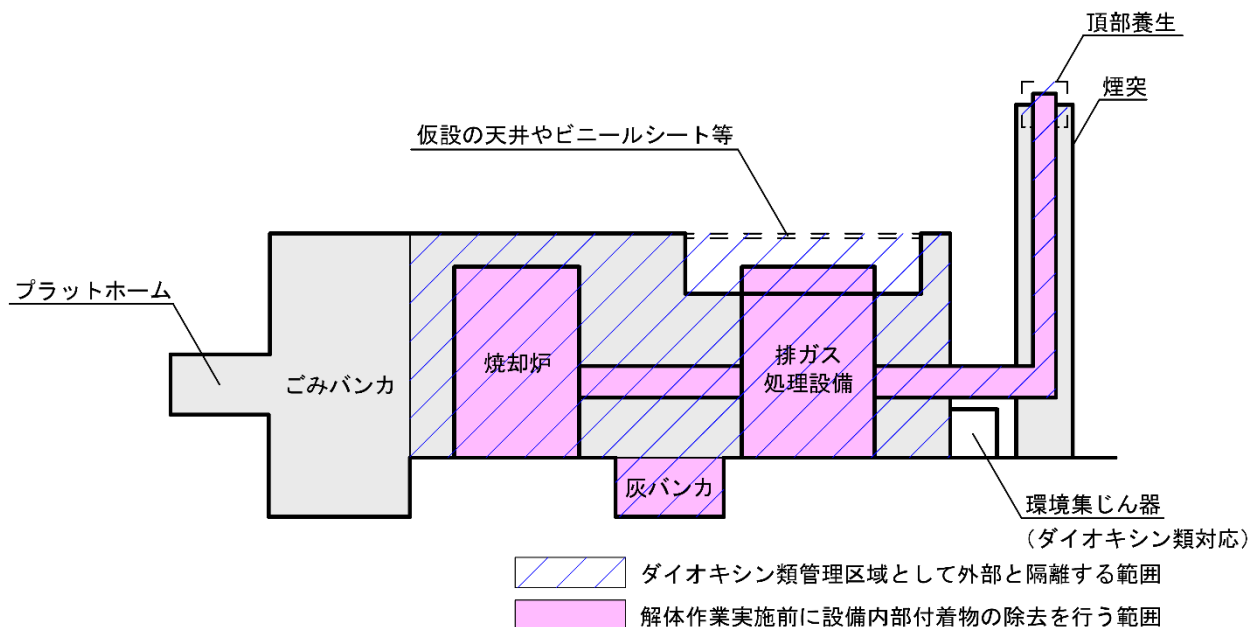 頂部養生
煙突
仮設の天井やビニールシート等
プラットホーム
ごみバンカ
焼却炉
排ガス
処理設備
灰バンカ
環境集じん器
(ダイオキシン類対応)
ダイオキシン類管理区域として外部と隔離する範囲
解体作業実施前に設備内部付着物の除去を行う範囲